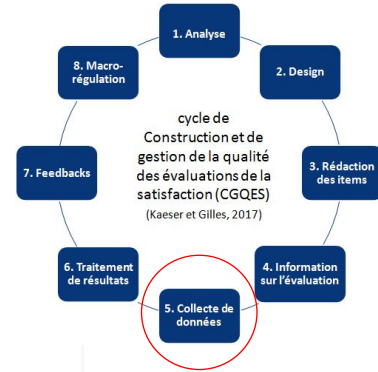 1. Analyse
2. Design
3. Rédaction
des items
4. Information
sur l'évaluation
5. Collecte de
données
6. Traitement
de résultats
7. Feedbacks
8. Macro-
régulation
cycle de
Construction et de
gestion de la qualité
des évaluations de la
satisfaction (CGQES)
(Kaeser et Gilles, 2017)